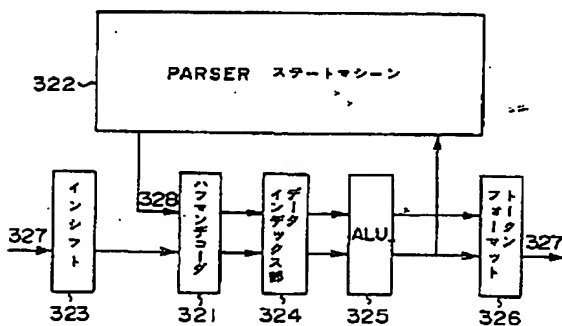 PARSER ステートマシーン
322
328
327
インシフト
ハフマンデコーダ
データ
インデックス部
ALU
トークン
フォーマット
327
323
321
324
325
326